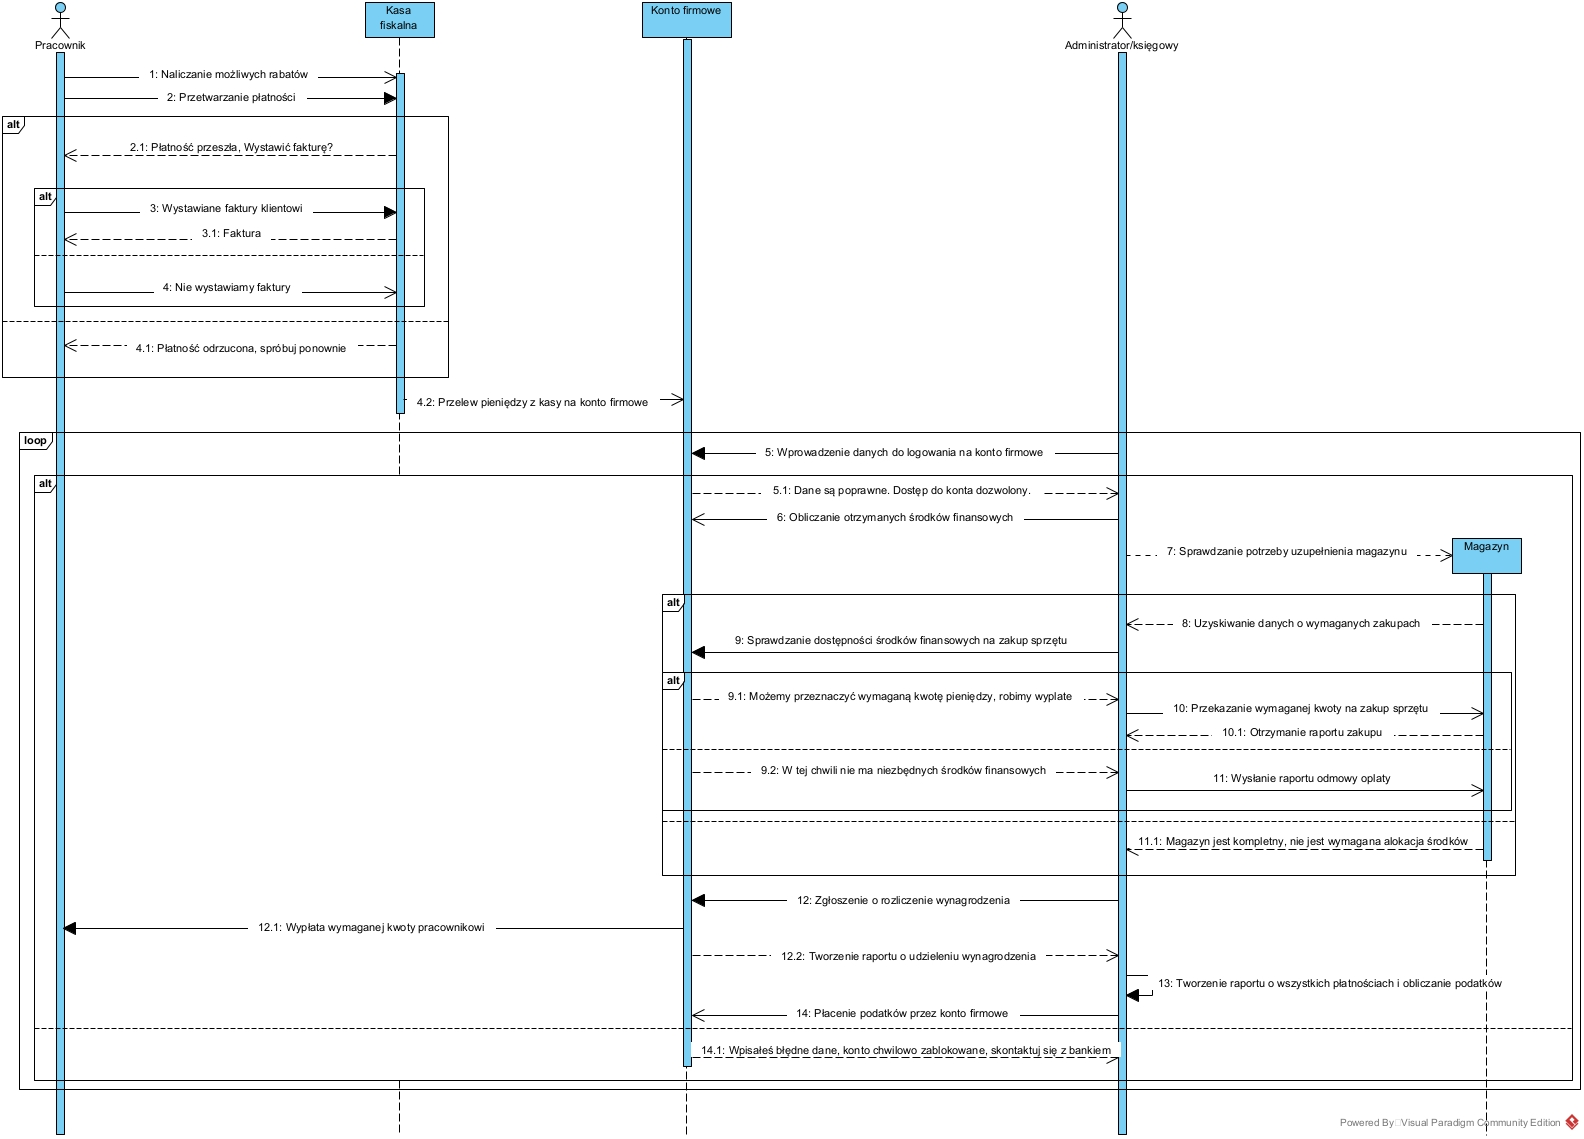 Kasa
fiskalna
Konto firmowe
Pracownik
Administrator/księgowy
1: Naliczanie możliwych rabatów
2: Przetwarzanie płatności
alt
2.1: Płatność przeszła, Wystawić fakturę?
alt
3: Wystawiane faktury klientowi
3.1: Faktura
4: Nie wystawiamy faktury
4.1: Płatność odrzucona, spróbuj ponownie
4.2: Przelew pieniędzy z kasy na konto firmowe
loop
5: Wprowadzenie danych do logowania na konto firmowe
alt
5.1: Dane są poprawne. Dostęp do konta dozwolony.
6: Obliczanie otrzymanych środków finansowych
Magazyn
7: Sprawdzanie potrzeby uzupełnienia magazynu
alt
8: Uzyskiwanie danych o wymaganych zakupach
9: Sprawdzanie dostępności środków finansowych na zakup sprzętu
alt
9.1: Możemy przeznaczyć wymaganą kwotę pieniędzy, robimy wyplate
10: Przekazanie wymaganej kwoty na zakup sprzętu
10.1: Otrzymanie raportu zakupu
9.2: W tej chwili nie ma niezbędnych środków finansowych
11: Wysłanie raportu odmowy oplaty
11.1: Magazyn jest kompletny, nie jest wymagana alokacja środków
12: Zgłoszenie o rozliczenie wynagrodzenia
12.1: Wypłata wymaganej kwoty pracownikowi
12.2: Tworzenie raportu o udzieleniu wynagrodzenia
13: Tworzenie raportu o wszystkich płatnościach i obliczanie podatków
14: Płacenie podatków przez konto firmowe
14.1: Wpisałeś błędne dane, konto chwilowo zablokowane, skontaktuj się z bankiem
Powered By Visual Paradigm Community Edition